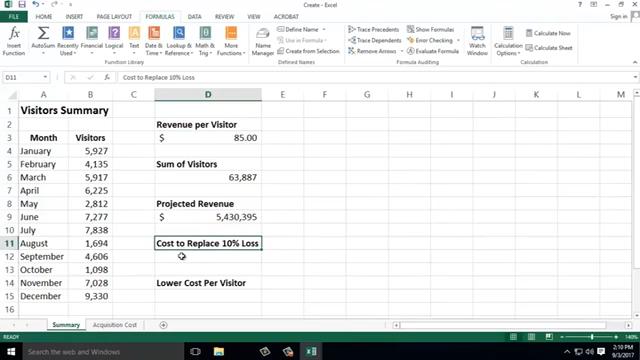 Create - Excel
Sign in
FILE HOME INSERT PAGE LAYOUT FORMULAS DATA REVIEW VIEW ACROBAT
Insert Function
AutoSum
Recently Used
Financial
Logical
Text
Date & Time
Lookup & Reference
Math & Trig
More Functions
Name Manager
Define Name
Use in Formula
Create from Selection
Trace Precedents
Trace Dependents
Remove Arrows
Show Formulas
Error Checking
Evaluate Formula
Watch Window
Calculation Options
Calculate Now
Calculate Sheet
Function Library
Defined Names
Formula Auditing
Calculation
D11 fx Cost to Replace 10% Loss
A B C D E F G H I J K L M
1 Visitors Summary
2 Revenue per Visitor
3 Month Visitors $ 85.00
4 January 5,927
5 February 4,135 Sum of Visitors
6 March 5,917 63,887
7 April 6,225
8 May 2,812 Projected Revenue
9 June 7,277 $ 5,430,395
10 July 7,838
11 August 1,694 Cost to Replace 10% Loss
12 September 4,606
13 October 1,098
14 November 7,028 Lower Cost Per Visitor
15 December 9,330
16
Summary Acquisition Cost
READY 140%
Search the web and Windows
2:10 PM
9/3/2017